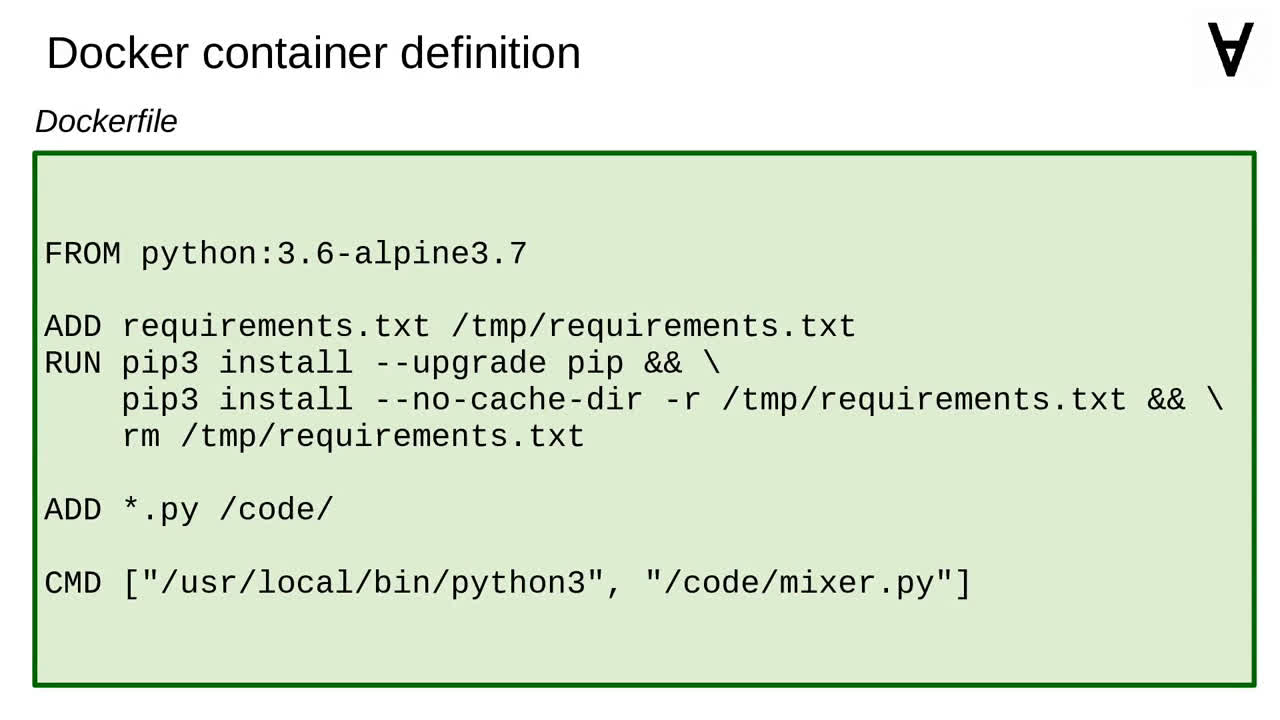 Docker container definition
∀
Dockerfile
FROM python:3.6-alpine3.7
ADD requirements.txt /tmp/requirements.txt
RUN pip3 install --upgrade pip && \
    pip3 install --no-cache-dir -r /tmp/requirements.txt && \
    rm /tmp/requirements.txt
ADD *.py /code/
CMD ["/usr/local/bin/python3", "/code/mixer.py"]